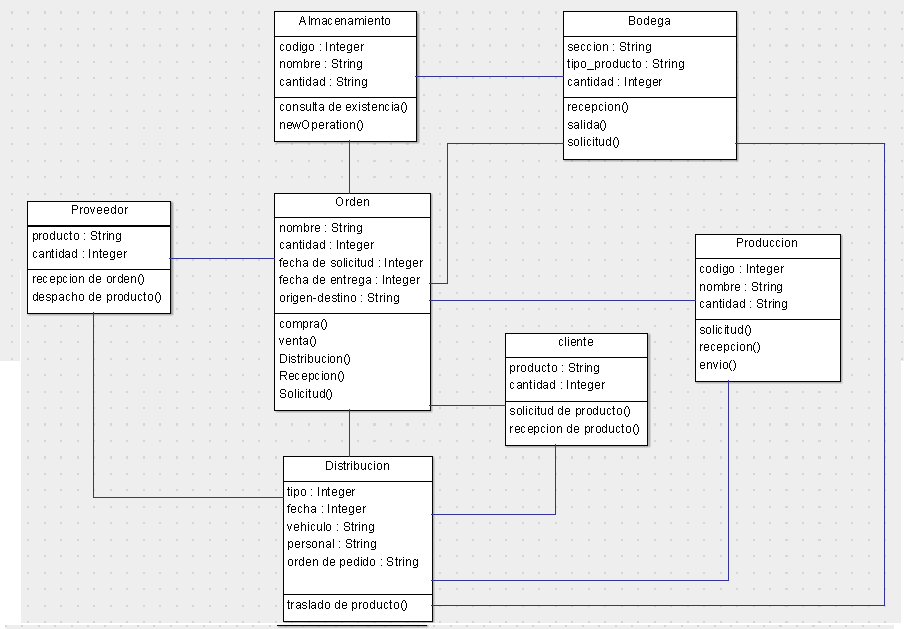 Almacenamiento
codigo : Integer
nombre : String
cantidad : String
consulta de existencia()
newOperation()
Bodega
seccion : String
tipo_producto : String
cantidad : Integer
recepcion()
salida()
solicitud()
Proveedor
producto : String
cantidad : Integer
recepcion de orden()
despacho de producto()
Orden
nombre : String
cantidad : Integer
fecha de solicitud : Integer
fecha de entrega : Integer
origen-destino : String
compra()
venta()
Distribucion()
Recepcion()
Solicitud()
Produccion
codigo : Integer
nombre : String
cantidad : String
solicitud()
recepcion()
envio()
cliente
producto : String
cantidad : Integer
solicitud de producto()
recepcion de producto()
Distribucion
tipo : Integer
fecha : Integer
vehiculo : String
personal : String
orden de pedido : String
traslado de producto()